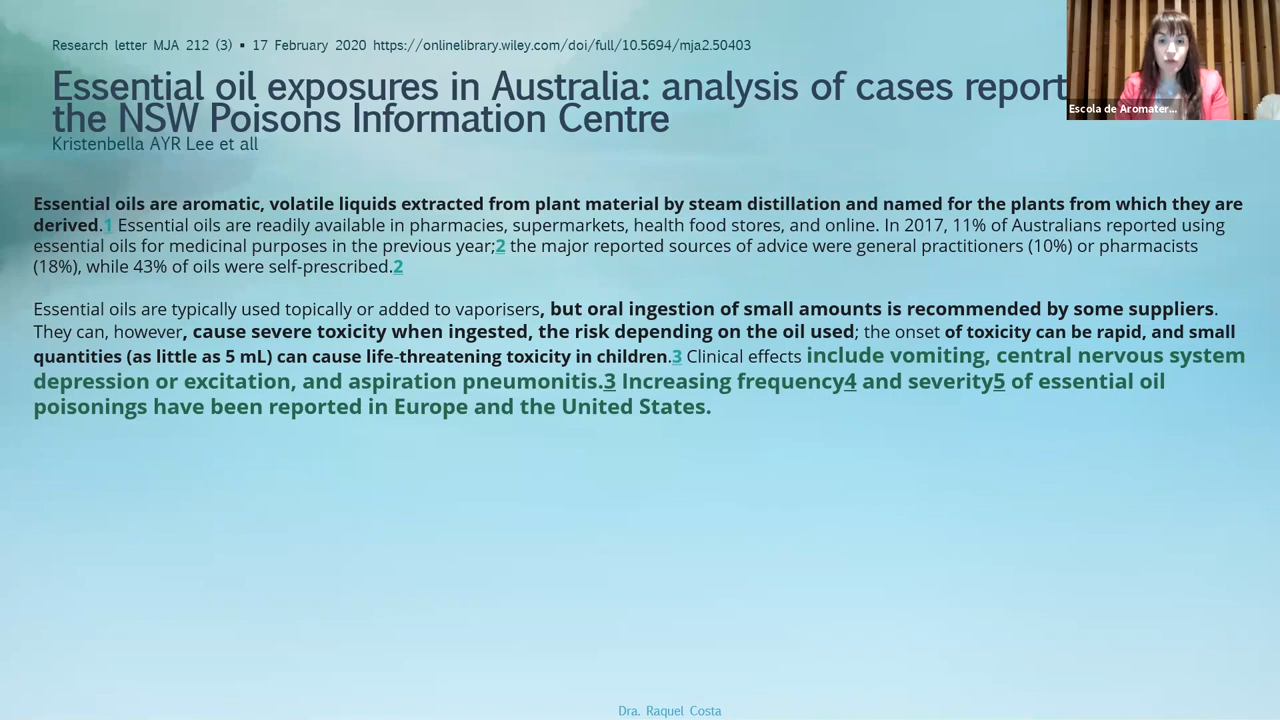 Research letter MJA 212 (3) ▪ 17 February 2020 https://onlinelibrary.wiley.com/doi/full/10.5694/mja2.50403
Essential oil exposures in Australia: analysis of cases report
the NSW Poisons Information Centre
Kristenbella AYR Lee et all
Escola de Aromater...
Essential oils are aromatic, volatile liquids extracted from plant material by steam distillation and named for the plants from which they are
derived.1 Essential oils are readily available in pharmacies, supermarkets, health food stores, and online. In 2017, 11% of Australians reported using
essential oils for medicinal purposes in the previous year;2 the major reported sources of advice were general practitioners (10%) or pharmacists
(18%), while 43% of oils were self-prescribed.2
Essential oils are typically used topically or added to vaporisers, but oral ingestion of small amounts is recommended by some suppliers.
They can, however, cause severe toxicity when ingested, the risk depending on the oil used; the onset of toxicity can be rapid, and small
quantities (as little as 5 mL) can cause life-threatening toxicity in children.3 Clinical effects include vomiting, central nervous system
depression or excitation, and aspiration pneumonitis.3 Increasing frequency4 and severity5 of essential oil
poisonings have been reported in Europe and the United States.
Dra. Raquel Costa